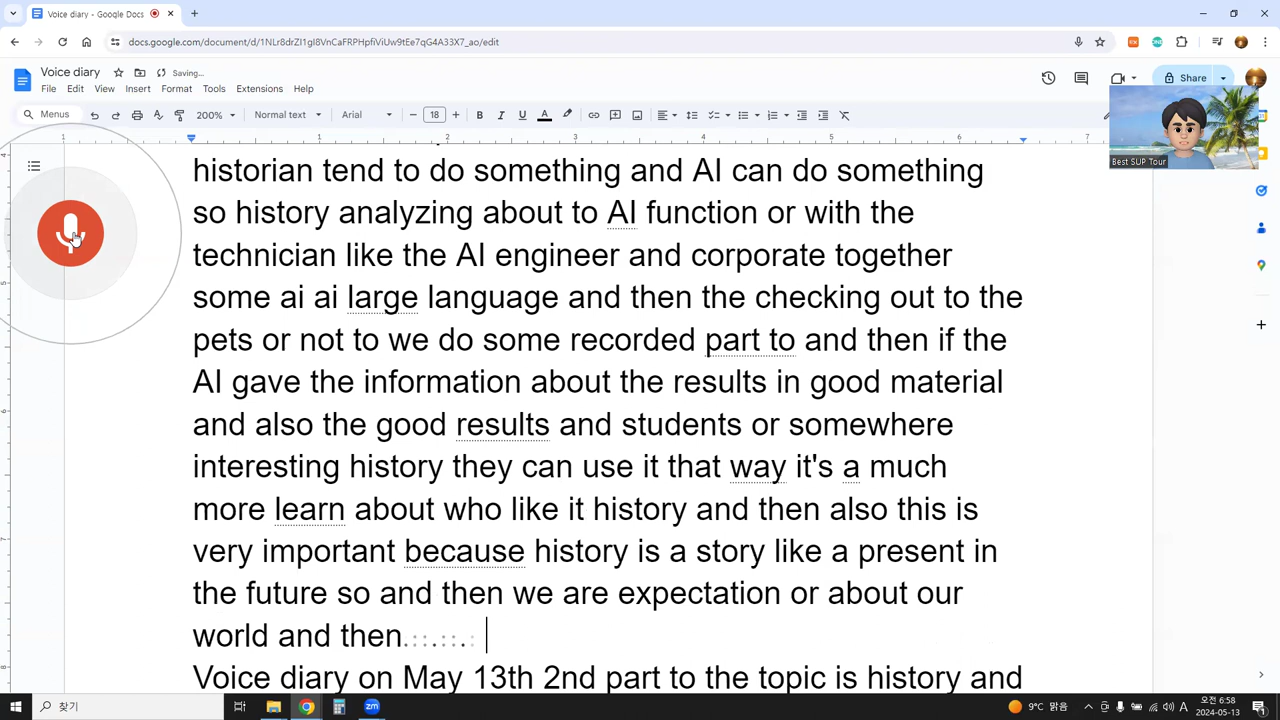 Voice diary - Google Docs
docs.google.com/document/d/1NLr8drZI1gI8VnCaFRPHpfiViUw9tEe7qG4A33X7_ao/edit
Voice diary
Saving...
File Edit View Insert Format Tools Extensions Help
Share
Menus
200%
Normal text
Arial
18
Best SUP Tour
1 1 2 3 4 5 6 7
historian tend to do something and AI can do something
so history analyzing about to AI function or with the
technician like the AI engineer and corporate together
some ai ai large language and then the checking out to the
pets or not to we do some recorded part to and then if the
AI gave the information about the results in good material
and also the good results and students or somewhere
interesting history they can use it that way it's a much
more learn about who like it history and then also this is
very important because history is a story like a present in
the future so and then we are expectation or about our
world and then
Voice diary on May 13th 2nd part to the topic is history and
찾기
9°C 맑음
A
오전 6:58
2024-05-13
1